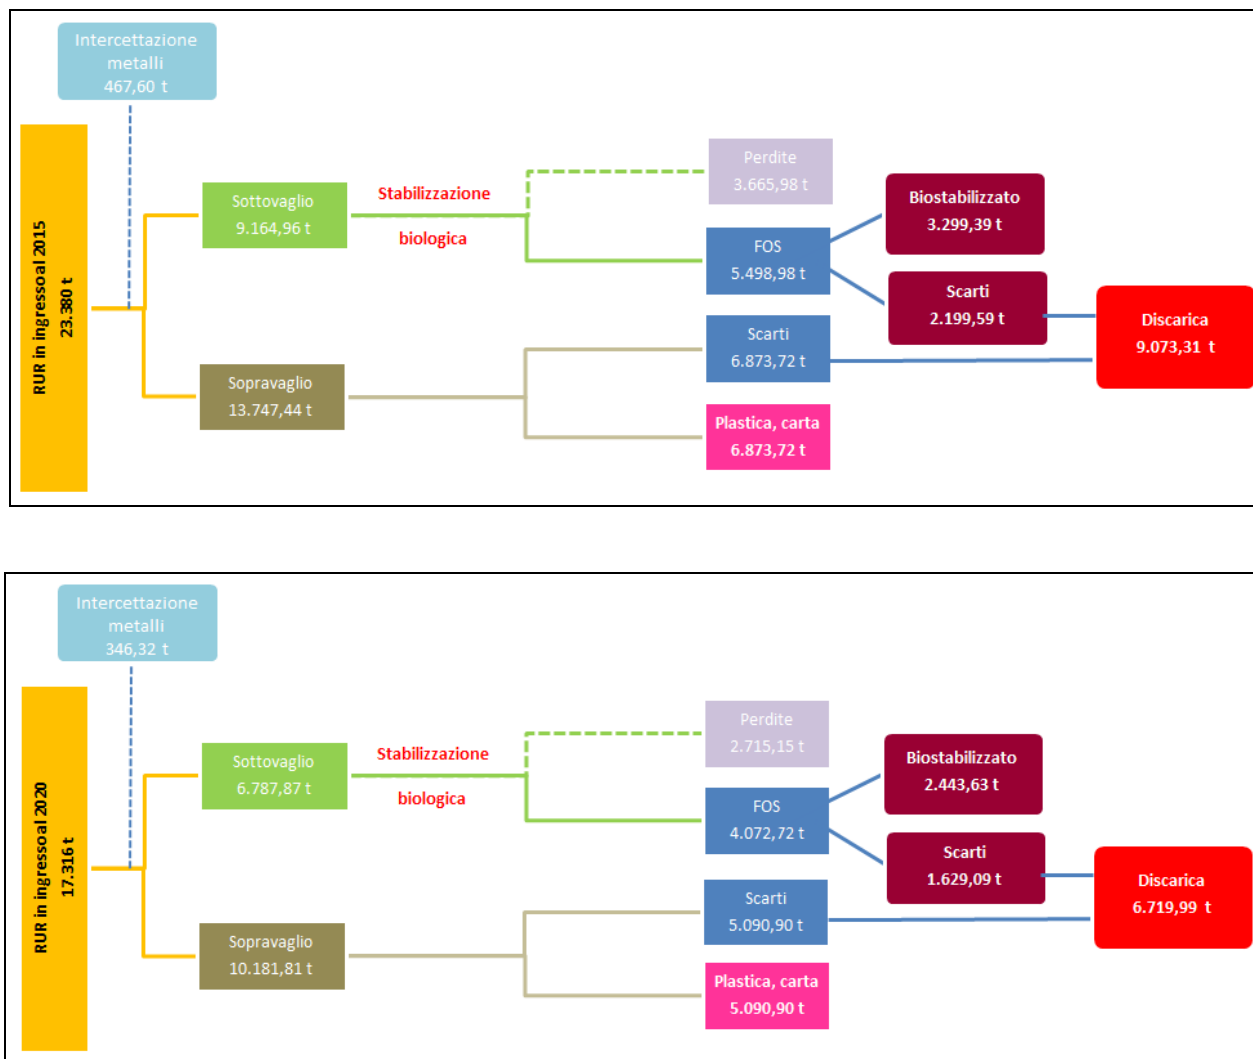 Intercettazione
metalli
467,60 t
RUR in ingressoal 2015
23.380 t
Sottovaglio
9.164,96 t
Stabilizzazione
biologica
Perdite
3.665,98 t
FOS
5.498,98 t
Biostabilizzato
3.299,39 t
Scarti
2.199,59 t
Discarica
9.073,31 t
Scarti
6.873,72 t
Sopravaglio
13.747,44 t
Plastica, carta
6.873,72 t
Intercettazione
metalli
346,32 t
RUR in ingressoal 2020
17.316 t
Sottovaglio
6.787,87 t
Stabilizzazione
biologica
Perdite
2.715,15 t
FOS
4.072,72 t
Biostabilizzato
2.443,63 t
Scarti
1.629,09 t
Discarica
6.719,99 t
Scarti
5.090,90 t
Sopravaglio
10.181,81 t
Plastica, carta
5.090,90 t